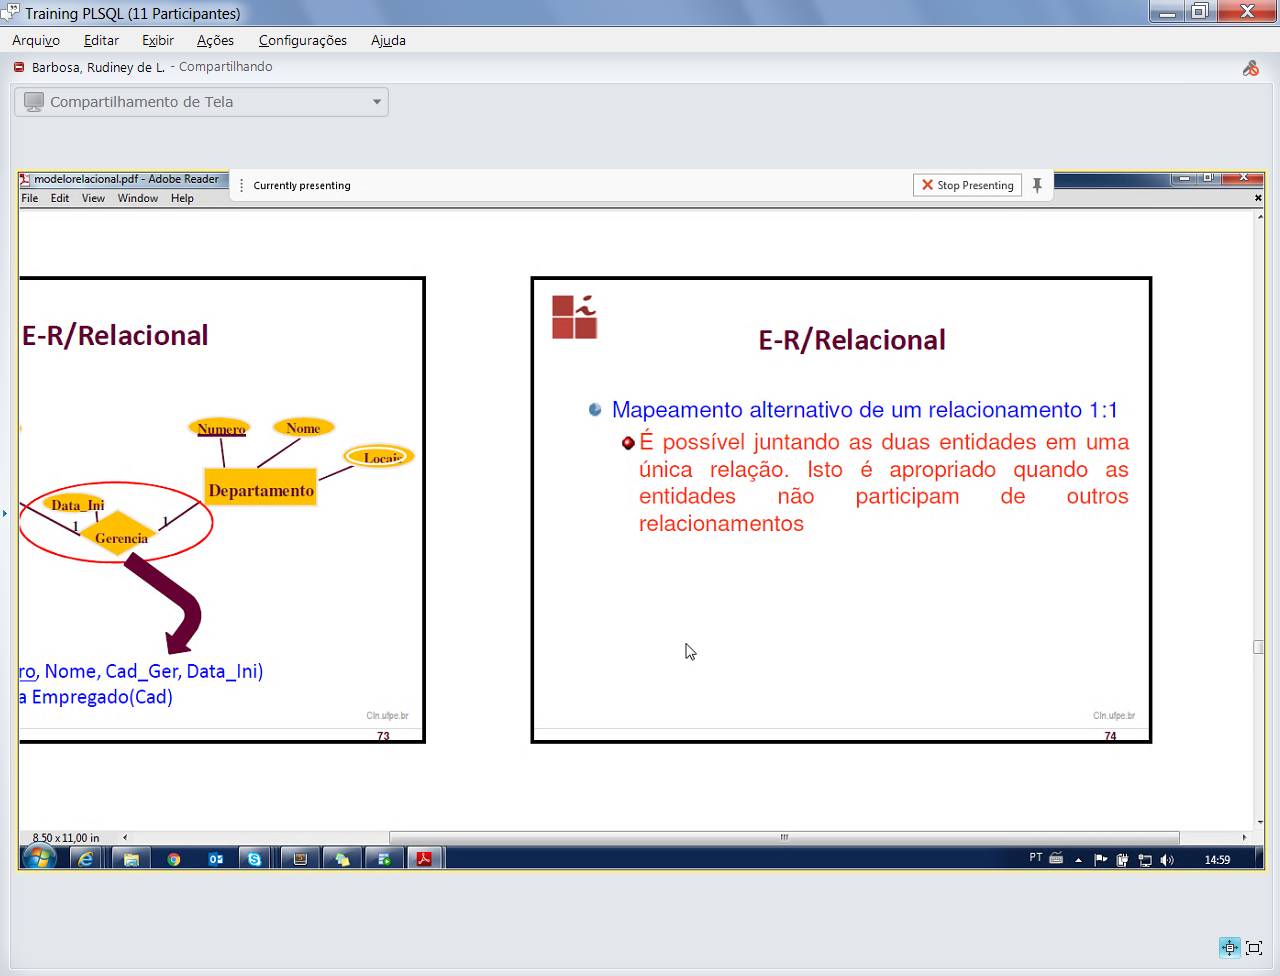 Training PLSQL (11 Participantes)
Arquivo Editar Exibir Ações Configurações Ajuda
Barbosa, Rudiney de L. - Compartilhando
Compartilhamento de Tela
modelorelacional.pdf - Adobe Reader
Currently presenting
Stop Presenting
File Edit View Window Help
E-R/Relacional
Numero
Nome
Locais
Departamento
Data_Ini
1
1
Gerencia
ro, Nome, Cad_Ger, Data_Ini)
a Empregado(Cad)
CIn.ufpe.br
73
E-R/Relacional
Mapeamento alternativo de um relacionamento 1:1
É possível juntando as duas entidades em uma
única relação. Isto é apropriado quando as
entidades não participam de outros
relacionamentos
CIn.ufpe.br
74
8,50 x 11,00 in
PT
14:59